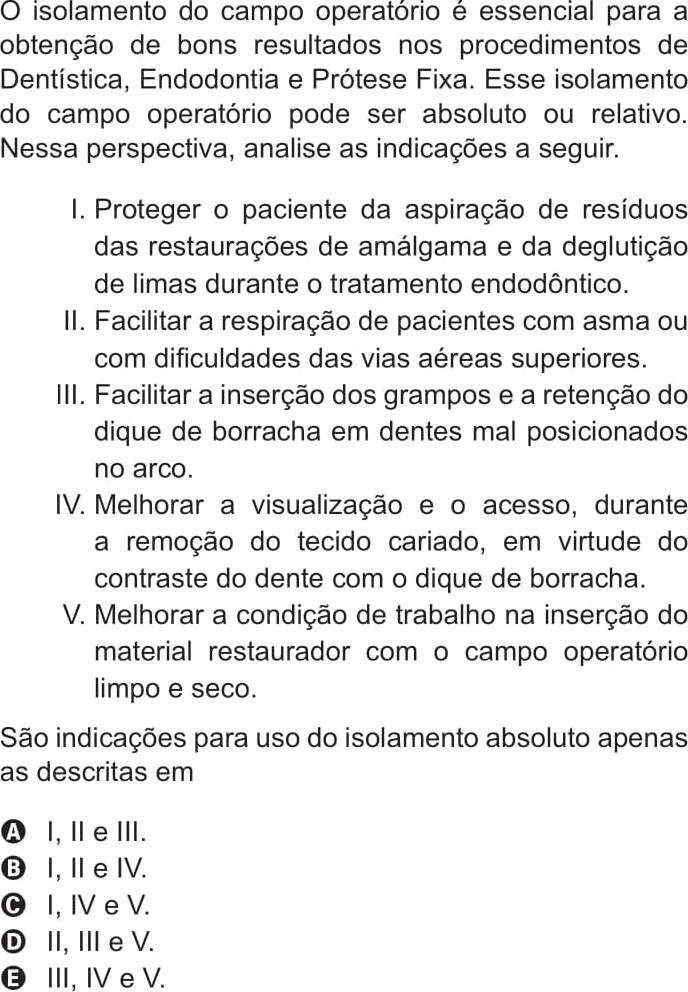 O isolamento do campo operatório é essencial para a
obtenção de bons resultados nos procedimentos de
Dentística, Endodontia e Prótese Fixa. Esse isolamento
do campo operatório pode ser absoluto ou relativo.
Nessa perspectiva, analise as indicações a seguir.
I. Proteger o paciente da aspiração de resíduos
das restaurações de amálgama e da deglutição
de limas durante o tratamento endodôntico.
II. Facilitar a respiração de pacientes com asma ou
com dificuldades das vias aéreas superiores.
III. Facilitar a inserção dos grampos e a retenção do
dique de borracha em dentes mal posicionados
no arco.
IV. Melhorar a visualização e o acesso, durante
a remoção do tecido cariado, em virtude do
contraste do dente com o dique de borracha.
V. Melhorar a condição de trabalho na inserção do
material restaurador com o campo operatório
limpo e seco.
São indicações para uso do isolamento absoluto apenas
as descritas em
A I, II e III.
B I, II e IV.
C I, IV e V.
D II, III e V.
E III, IV e V.